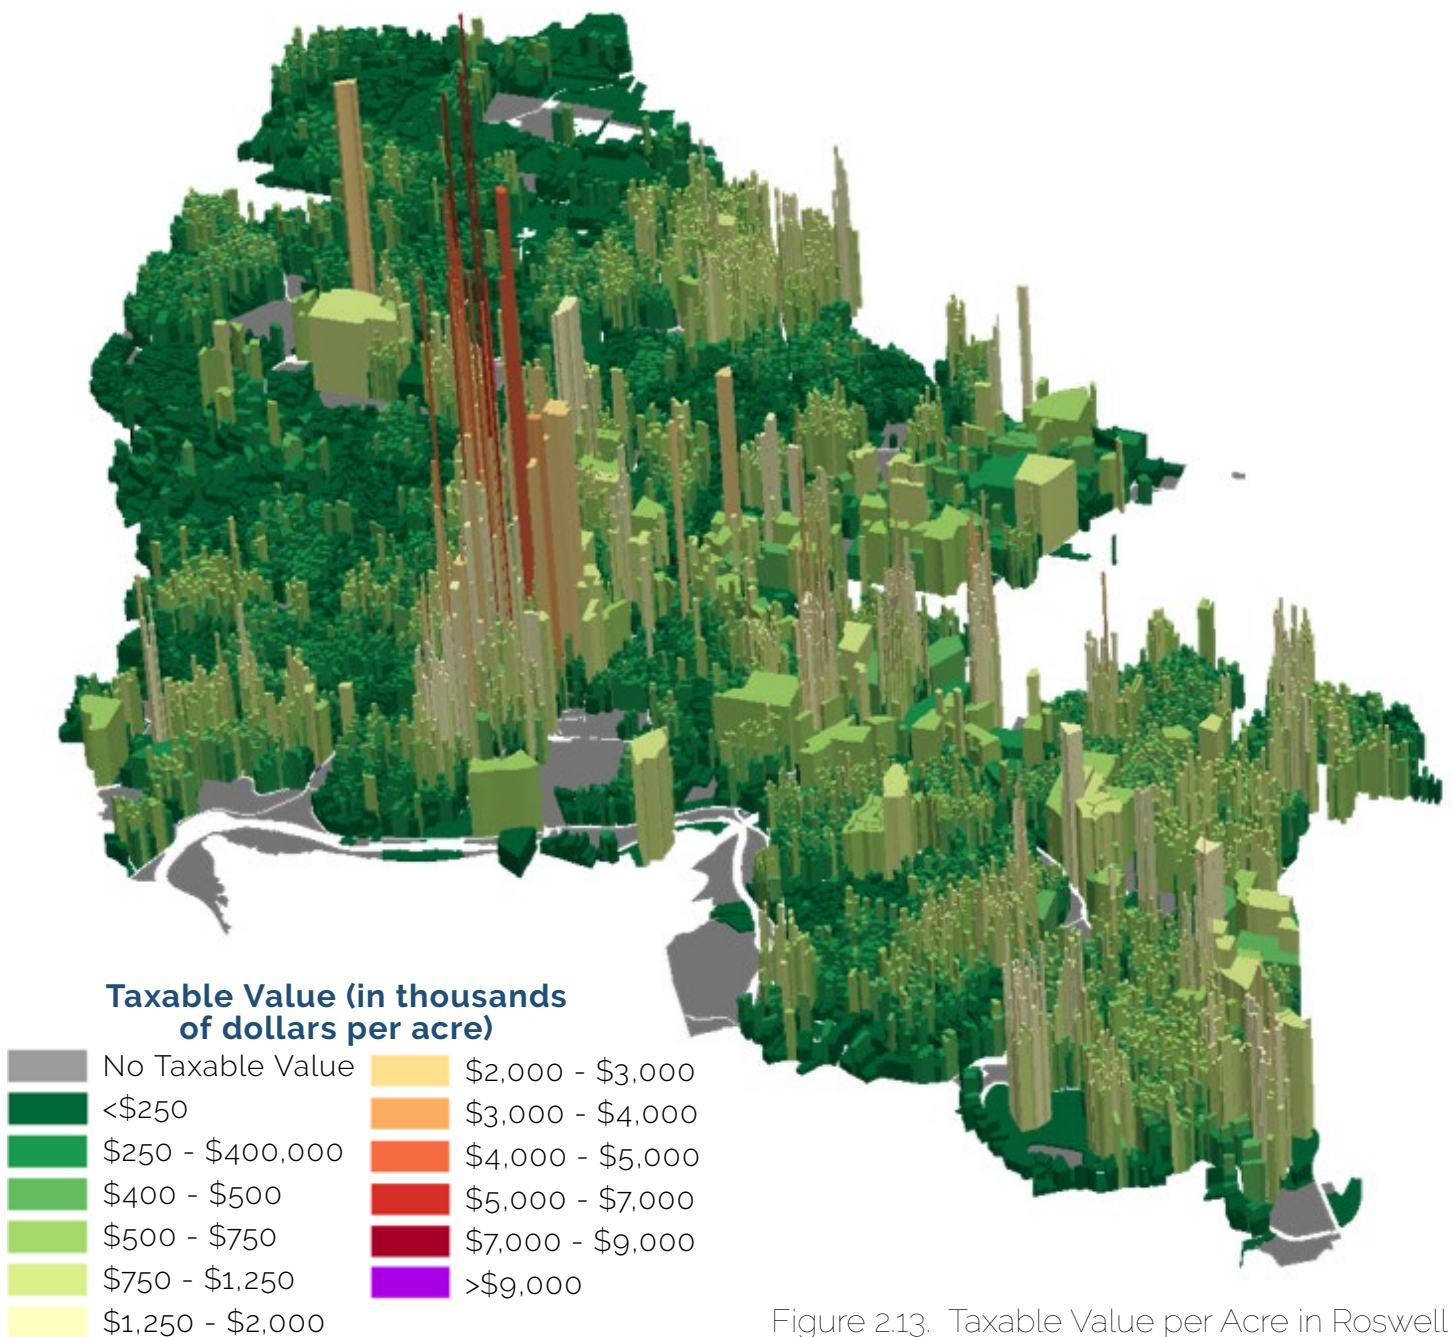 Taxable Value (in thousands
of dollars per acre)
No Taxable Value
<$250
$250 - $400,000
$400 - $500
$500 - $750
$750 - $1,250
$1,250 - $2,000
$2,000 - $3,000
$3,000 - $4,000
$4,000 - $5,000
$5,000 - $7,000
$7,000 - $9,000
>$9,000
Figure 2.13. Taxable Value per Acre in Roswell